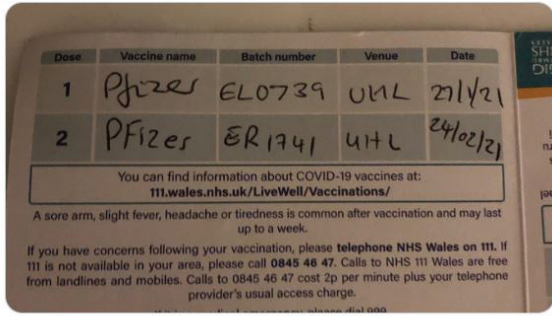 Dose Vaccine name Batch number Venue Date
1 Pfizer EL0739 UHL 27/1/21
2 PFizer ER1741 UHL 24/02/21
You can find information about COVID-19 vaccines at:
111.wales.nhs.uk/LiveWell/Vaccinations/
A sore arm, slight fever, headache or tiredness is common after vaccination and may last
up to a week.
If you have concerns following your vaccination, please telephone NHS Wales on 111. If
111 is not available in your area, please call 0845 46 47. Calls to NHS 111 Wales are free
from landlines and mobiles. Calls to 0845 46 47 cost 2p per minute plus your telephone
provider's usual access charge.